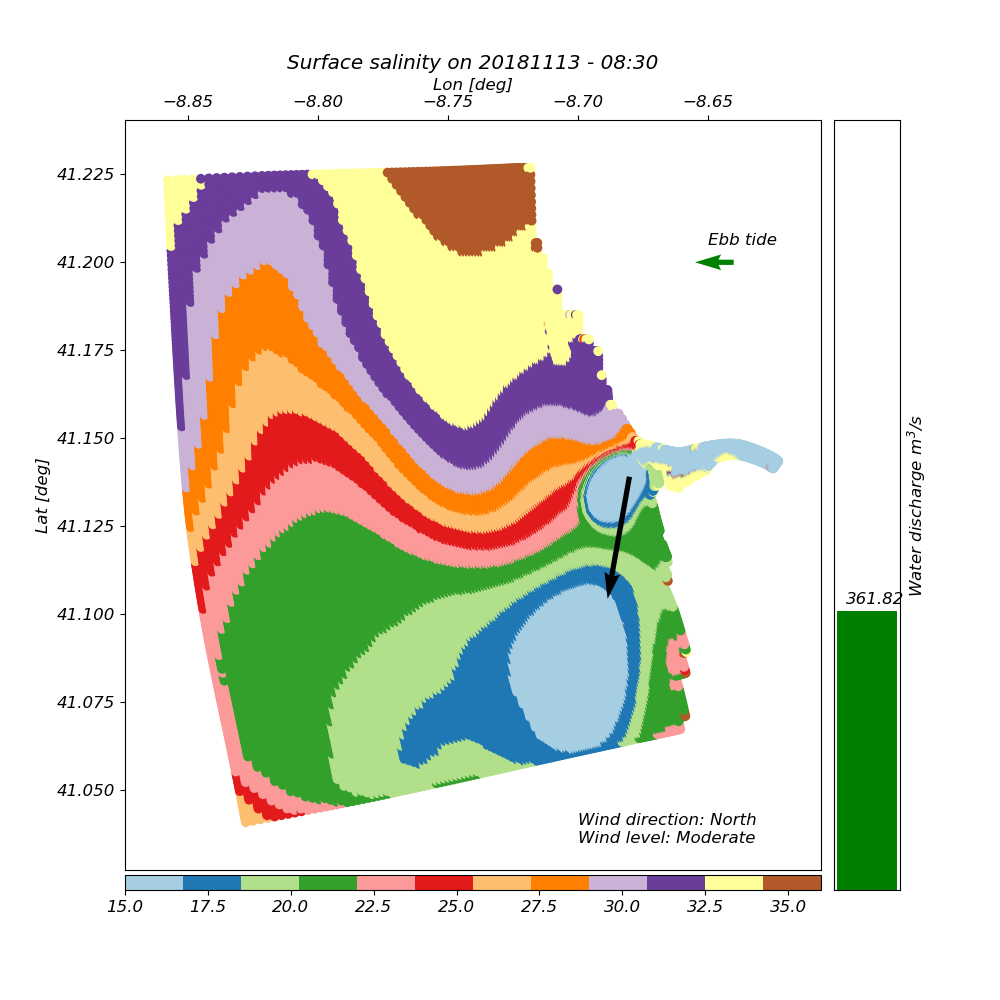 Surface salinity on 20181113 - 08:30
Lon [deg]
−8.85 −8.80 −8.75 −8.70 −8.65
41.225
41.200
41.175
41.150
41.125
41.100
41.075
41.050
Lat [deg]
Ebb tide
Wind direction: North
Wind level: Moderate
15.0 17.5 20.0 22.5 25.0 27.5 30.0 32.5 35.0
361.82
Water discharge m³/s